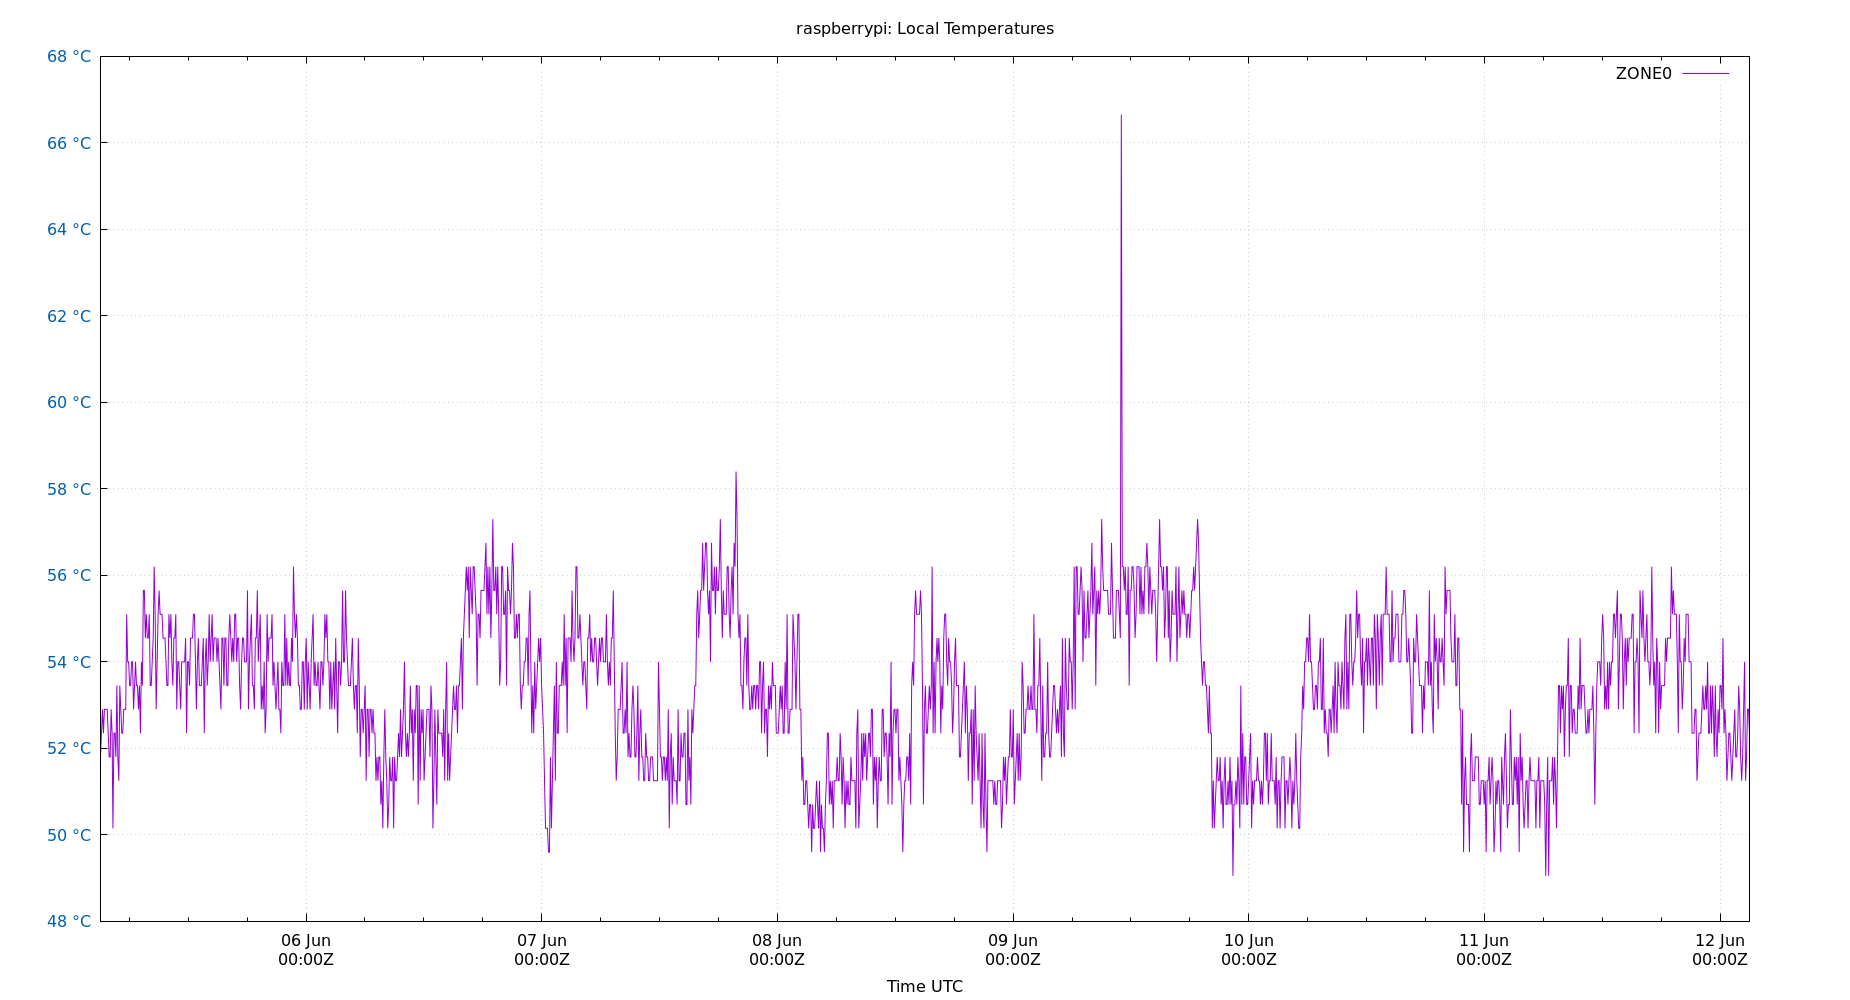 raspberrypi: Local Temperatures
68 °C
ZONE0
66 °C
64 °C
62 °C
60 °C
58 °C
56 °C
54 °C
52 °C
50 °C
48 °C
06 Jun 07 Jun 08 Jun 09 Jun 10 Jun 11 Jun 12 Jun
00:00Z 00:00Z 00:00Z 00:00Z 00:00Z 00:00Z 00:00Z
Time UTC